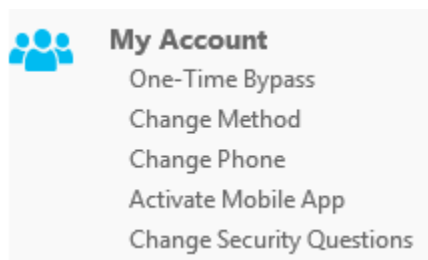 My Account
One-Time Bypass
Change Method
Change Phone
Activate Mobile App
Change Security Questions